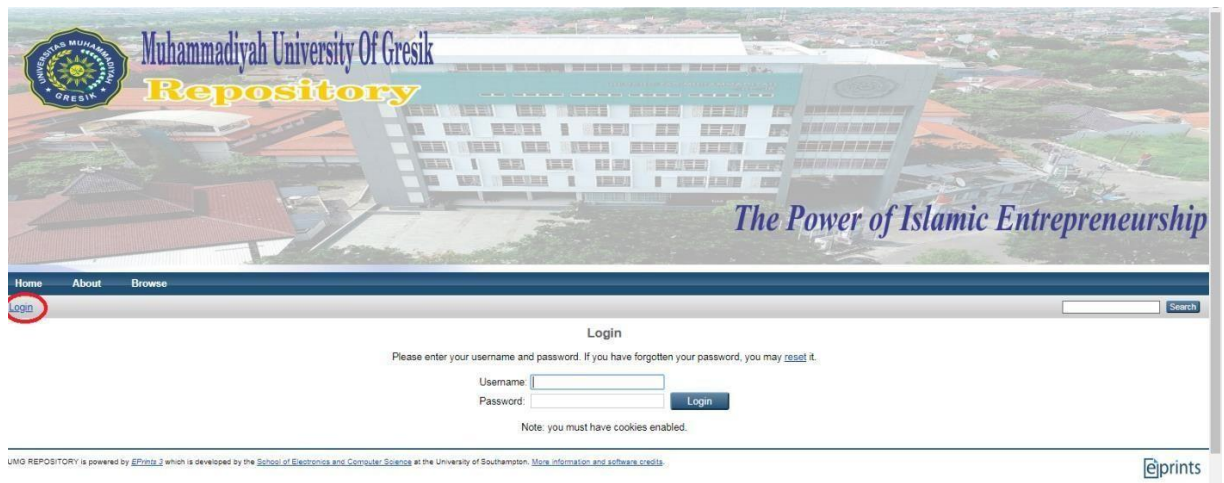 UNIVERSITAS MUHAMMADIYAH
GRESIK
Muhammadiyah University Of Gresik
Repository
The Power of Islamic Entrepreneurship
Home About Browse
Login
Search
Login
Please enter your username and password. If you have forgotten your password, you may reset it.
Username:
Password:
Login
Note: you must have cookies enabled.
UMG REPOSITORY is powered by EPrints 3 which is developed by the School of Electronics and Computer Science at the University of Southampton. More information and software credits.
eprints